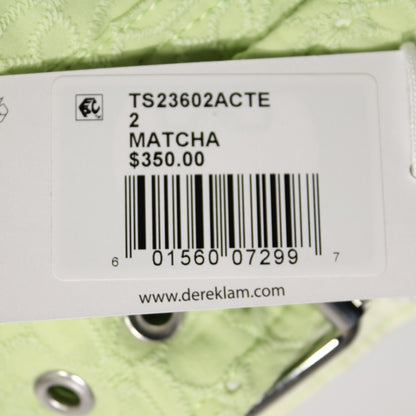 TS23602ACTE
2
MATCHA
$350.00
6 01560 07299 7
www.dereklam.com